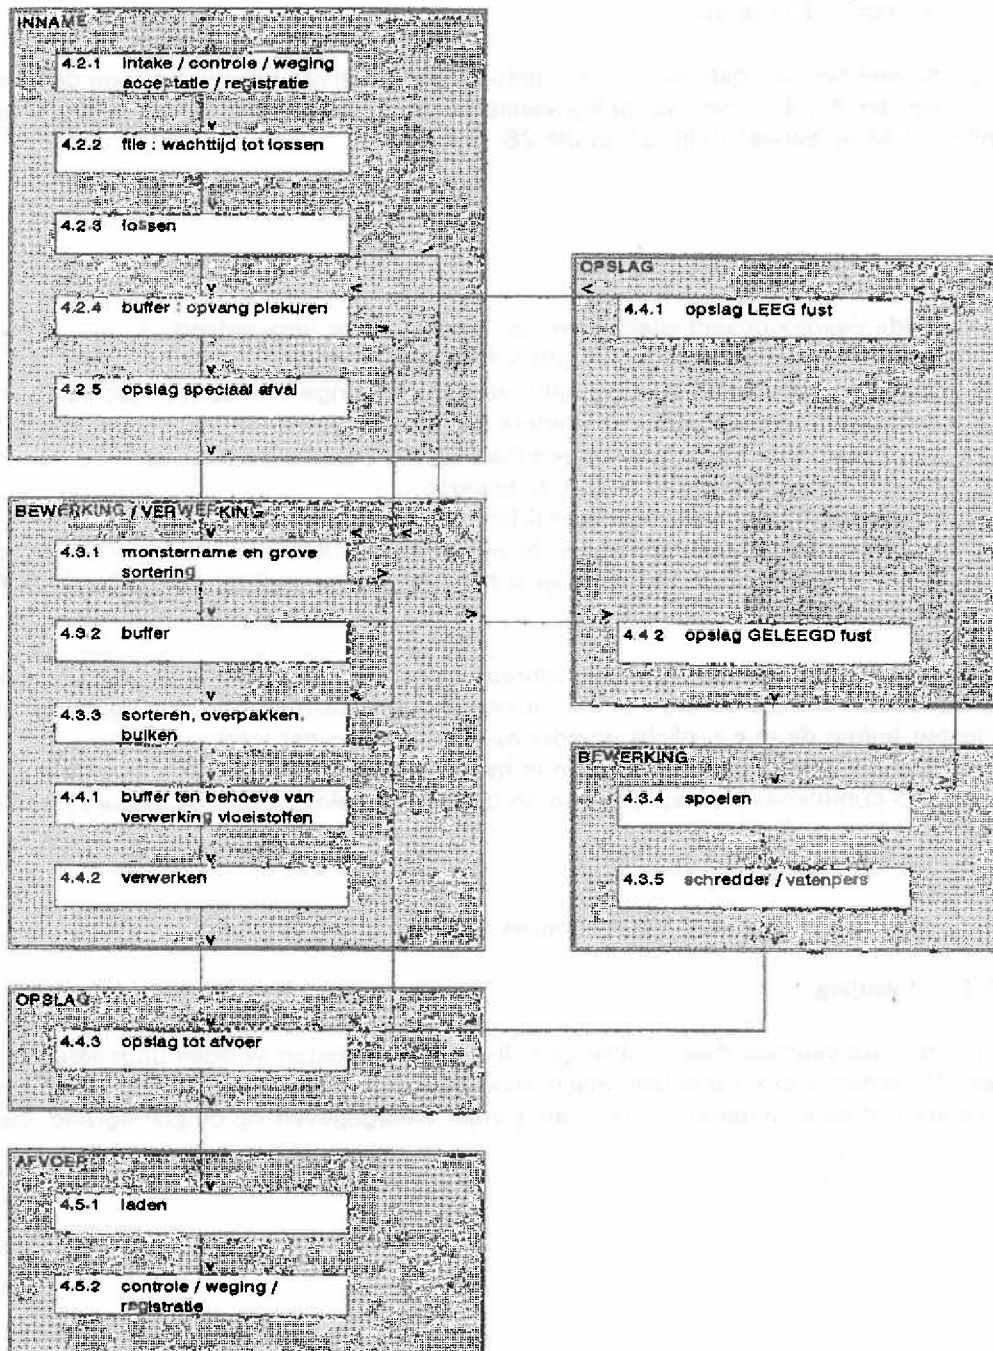 INNAME
4.2.1 intake / controle / weging
acceptatie / registratie
4.2.2 file : wachttijd tot lossen
4.2.3 lossen
4.2.4 buffer : opvang piekuren
4.2.5 opslag speciaal afval
BEWERKING / VERWERKING
4.3.1 monstername en grove
sortering
4.3.2 buffer
4.3.3 sorteren, overpakken,
bulken
4.4.1 buffer ten behoeve van
verwerking vloeistoffen
4.4.2 verwerken
OPSLAG
4.4.3 opslag tot afvoer
AFVOER
4.5.1 laden
4.5.2 controle / weging /
registratie
OPSLAG
4.4.1 opslag LEEG fust
4.4.2 opslag GELEEGD fust
BEWERKING
4.3.4 spoelen
4.3.5 schredder / vatenpers